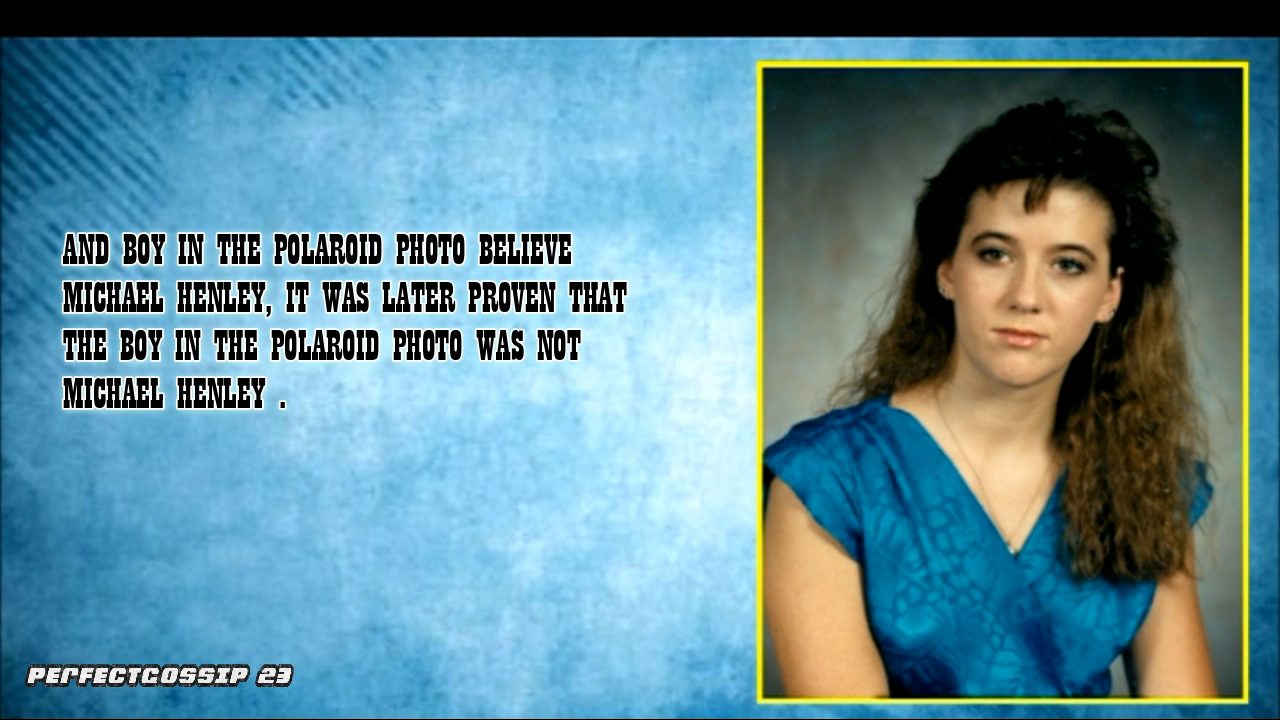 AND BOY IN THE POLAROID PHOTO BELIEVE
MICHAEL HENLEY, IT WAS LATER PROVEN THAT
THE BOY IN THE POLAROID PHOTO WAS NOT
MICHAEL HENLEY .
PERFECTGOSSIP 23